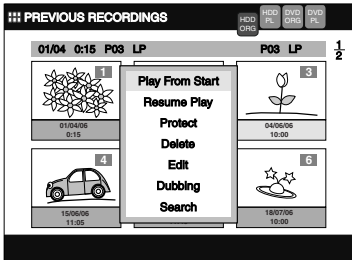 PREVIOUS RECORDINGS
HDD ORG
HDD PL
DVD ORG
DVD PL
01/04 0:15 P03 LP
P03 LP
1
2
1
3
01/04/06
0:15
04/06/06
10:00
Play From Start
Resume Play
Protect
Delete
Edit
Dubbing
Search
4
6
15/06/06
11:05
18/07/06
10:00